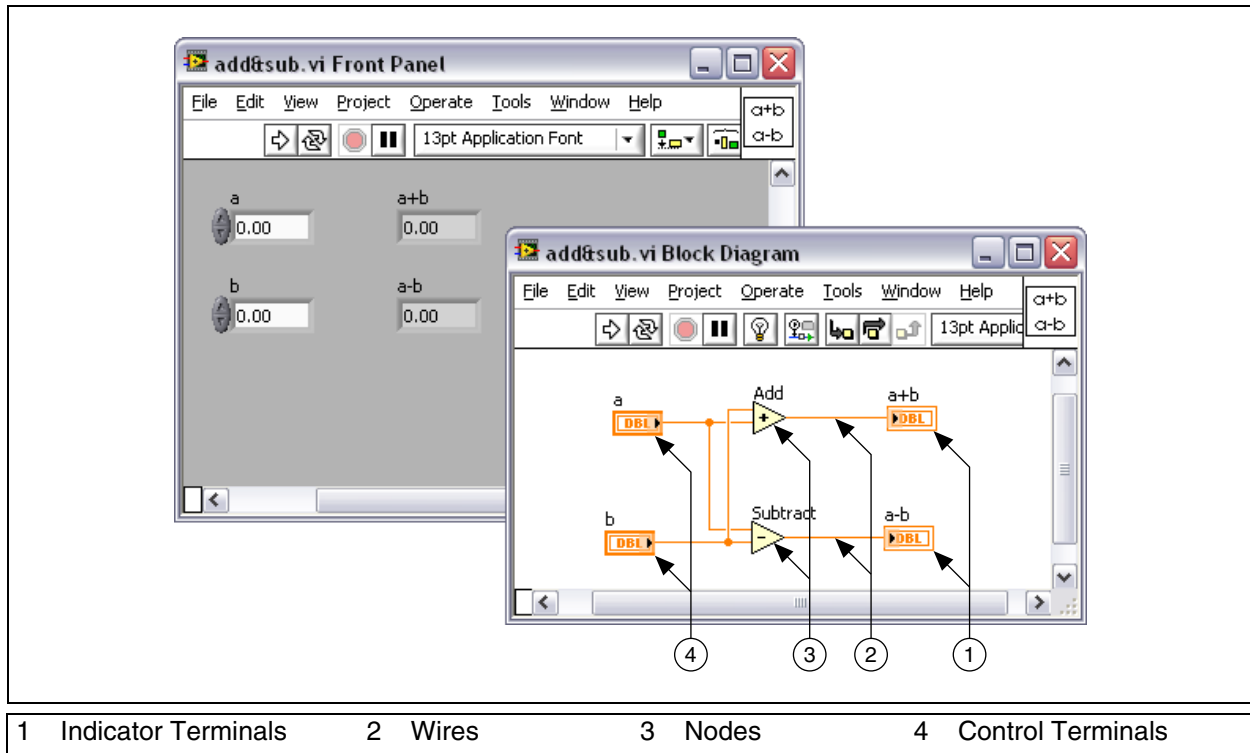 add&sub.vi Front Panel
File Edit View Project Operate Tools Window Help
a+b
a-b
13pt Application Font
a
0.00
a+b
0.00
b
0.00
a-b
0.00
add&sub.vi Block Diagram
File Edit View Project Operate Tools Window Help
a+b
a-b
13pt Applic
a
DBL
Add
+
a+b
DBL
b
DBL
Subtract
-
a-b
DBL
4 3 2 1
1 Indicator Terminals 2 Wires 3 Nodes 4 Control Terminals